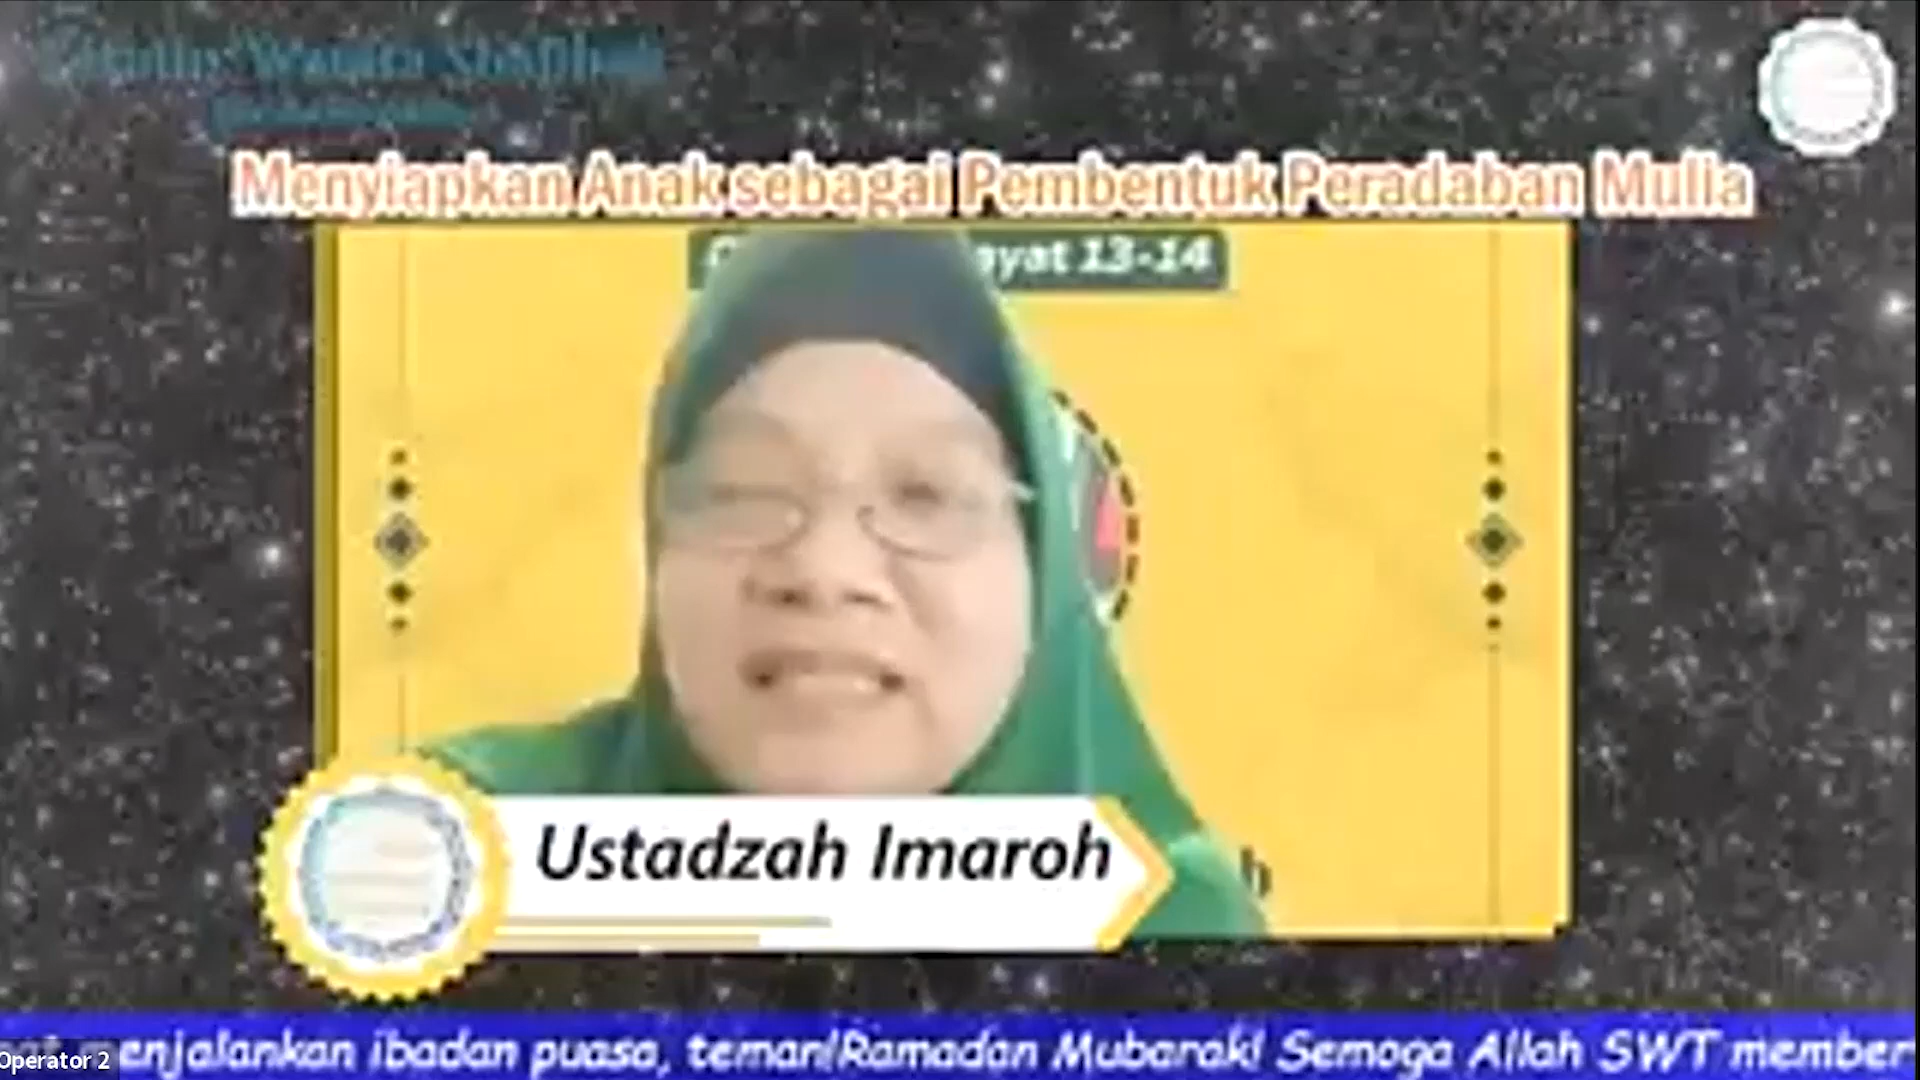 Menyiapkan Anak sebagai Pembentuk Peradaban Mulia
ayat 13-14
Ustadzah Imaroh
h
menjalankan ibadan puasa, teman!Ramadan Mubarak! Semoga Allah SWT member
Operator 2